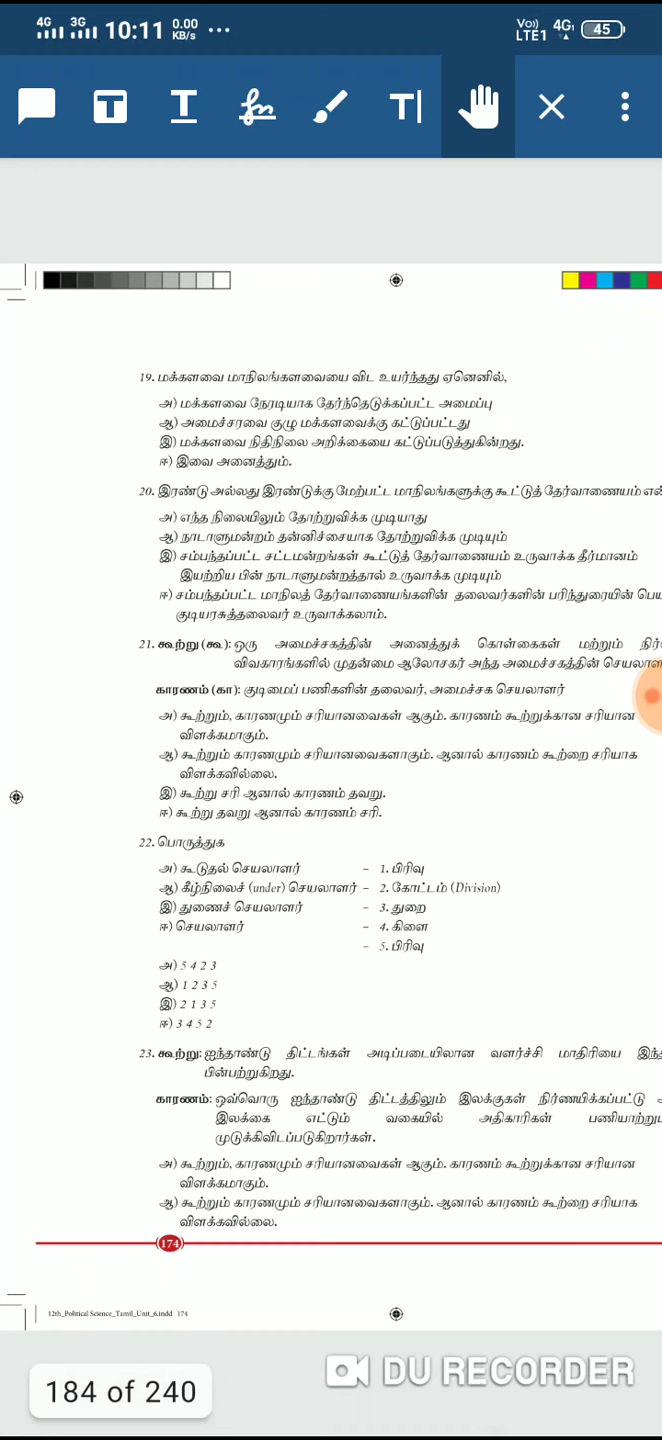 4G 3G 10:11 0.00 KB/s ... Vo)) LTE1 4G 45
T T T
19. மக்களவை மாநிலங்களவையை விட உயர்ந்தது ஏனெனில்,
அ) மக்களவை நேரடியாக தேர்ந்தெடுக்கப்பட்ட அமைப்பு
ஆ) அமைச்சரவை குழு மக்களவைக்கு கட்டுப்பட்டது
இ) மக்களவை நிதிநிலை அறிக்கையை கட்டுப்படுத்துகின்றது.
ஈ) இவை அனைத்தும்.
20. இரண்டு அல்லது இரண்டுக்கு மேற்பட்ட மாநிலங்களுக்கு கூட்டுத் தேர்வாணையம்
அ) எந்த நிலையிலும் தோற்றுவிக்க முடியாது
ஆ) நாடாளுமன்றம் தன்னிச்சையாக தோற்றுவிக்க முடியும்
இ) சம்பந்தப்பட்ட சட்டமன்றங்கள் கூட்டுத் தேர்வாணையம் உருவாக்க தீர்மானம்
இயற்றிய பின் நாடாளுமன்றத்தால் உருவாக்க முடியும்
ஈ) சம்பந்தப்பட்ட மாநிலத் தேர்வாணையங்களின் தலைவர்களின் பரிந்துரையின்
குடியரசுத்தலைவர் உருவாக்கலாம்.
21. கூற்று (கூ): ஒரு அமைச்சகத்தின் அனைத்துக் கொள்கைகள் மற்றும்
விவகாரங்களில் முதன்மை ஆலோசகர் அந்த அமைச்சகத்தின்
காரணம் (கா): குடிமைப் பணிகளின் தலைவர், அமைச்சக செயலாளர்
அ) கூற்றும், காரணமும் சரியானவைகள் ஆகும். காரணம் கூற்றுக்கான சரியான
விளக்கமாகும்.
ஆ) கூற்றும் காரணமும் சரியானவைகளாகும். ஆனால் காரணம் கூற்றை சரியாக
விளக்கவில்லை.
இ) கூற்று சரி ஆனால் காரணம் தவறு.
ஈ) கூற்று தவறு ஆனால் காரணம் சரி.
22. பொருத்துக
அ) கூடுதல் செயலாளர் – 1. பிரிவு
ஆ) கீழ்நிலைச் (under) செயலாளர் – 2. கோட்டம் (Division)
இ) துணைச் செயலாளர் – 3. துறை
ஈ) செயலாளர் – 4. கிளை
– 5. பிரிவு
அ) 5 4 2 3
ஆ) 1 2 3 5
இ) 2 1 3 5
ஈ) 3 4 5 2
23. கூற்று: ஐந்தாண்டு திட்டங்கள் அடிப்படையிலான வளர்ச்சி மாதிரியை
பின்பற்றுகிறது.
காரணம்: ஒவ்வொரு ஐந்தாண்டு திட்டத்திலும் இலக்குகள் நிர்ணயிக்கப்பட்டு
இலக்கை எட்டும் வகையில் அதிகாரிகள்
முடுக்கிவிடப்படுகிறார்கள்.
அ) கூற்றும், காரணமும் சரியானவைகள் ஆகும். காரணம் கூற்றுக்கான சரியான
விளக்கமாகும்.
ஆ) கூற்றும் காரணமும் சரியானவைகளாகும். ஆனால் காரணம் கூற்றை சரியாக
விளக்கவில்லை.
174
12th_Political Science_Tamil_Unit_6.indd 174
184 of 240
DU RECORDER